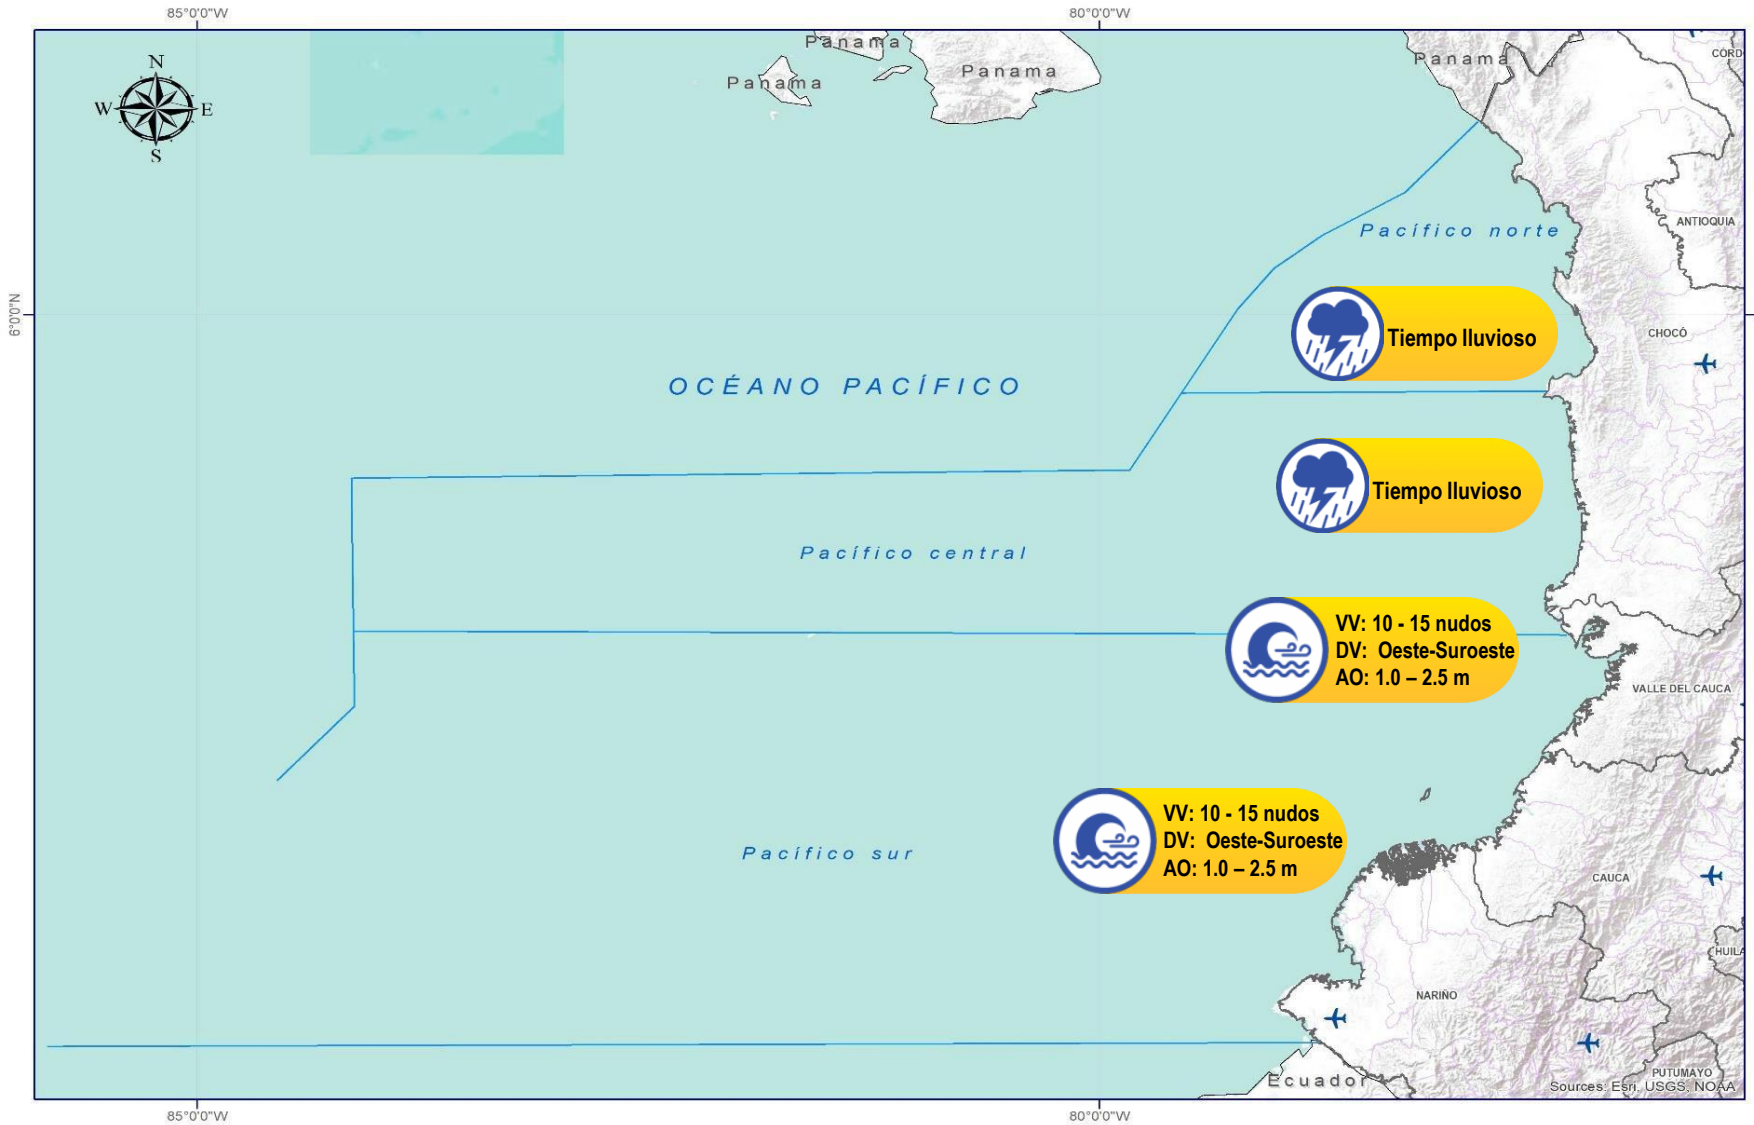 85°0'0"W
80°0'0"W
Panama
Panama
Panama
Panama
CORD
N
W
E
S
ANTIOQUIA
Pacífico norte
6°0'0"N
Tiempo lluvioso
CHOCÓ
OCÉANO PACÍFICO
Tiempo lluvioso
Pacífico central
VV: 10 - 15 nudos
DV: Oeste-Suroeste
AO: 1.0 – 2.5 m
VALLE DEL CAUCA
VV: 10 - 15 nudos
DV: Oeste-Suroeste
AO: 1.0 – 2.5 m
Pacífico sur
CAUCA
HUILA
NARIÑO
Ecuador
PUTUMAYO
Sources: Esri, USGS, NOAA
85°0'0"W
80°0'0"W